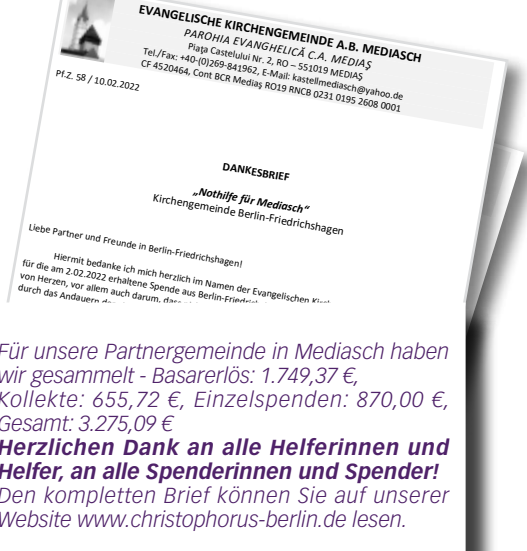 EVANGELISCHE KIRCHENGEMEINDE A.B. MEDIASCH
PAROHIA EVANGHELICĂ C.A. MEDIAŞ
Piaţa Castelului Nr. 2, RO – 551019 MEDIAŞ
Tel./Fax: +40-(0)269-841962, E-Mail: kastellmediasch@yahoo.de
CF 4520464, Cont BCR Mediaş RO19 RNCB 0231 0195 2608 0001
Pf.Z. 58 / 10.02.2022
DANKESBRIEF
„Nothilfe für Mediasch“
Kirchengemeinde Berlin-Friedrichshagen
Liebe Partner und Freunde in Berlin-Friedrichshagen!
Hiermit bedanke ich mich herzlich im Namen der Evangelischen
für die am 2.02.2022 erhaltene Spende aus
von Herzen, vor allem auch darum,
durch das Andauern
Für unsere Partnergemeinde in Mediasch haben
wir gesammelt - Basarerlös: 1.749,37 €,
Kollekte: 655,72 €, Einzelspenden: 870,00 €,
Gesamt: 3.275,09 €
Herzlichen Dank an alle Helferinnen und
Helfer, an alle Spenderinnen und Spender!
Den kompletten Brief können Sie auf unserer
Website www.christophorus-berlin.de lesen.